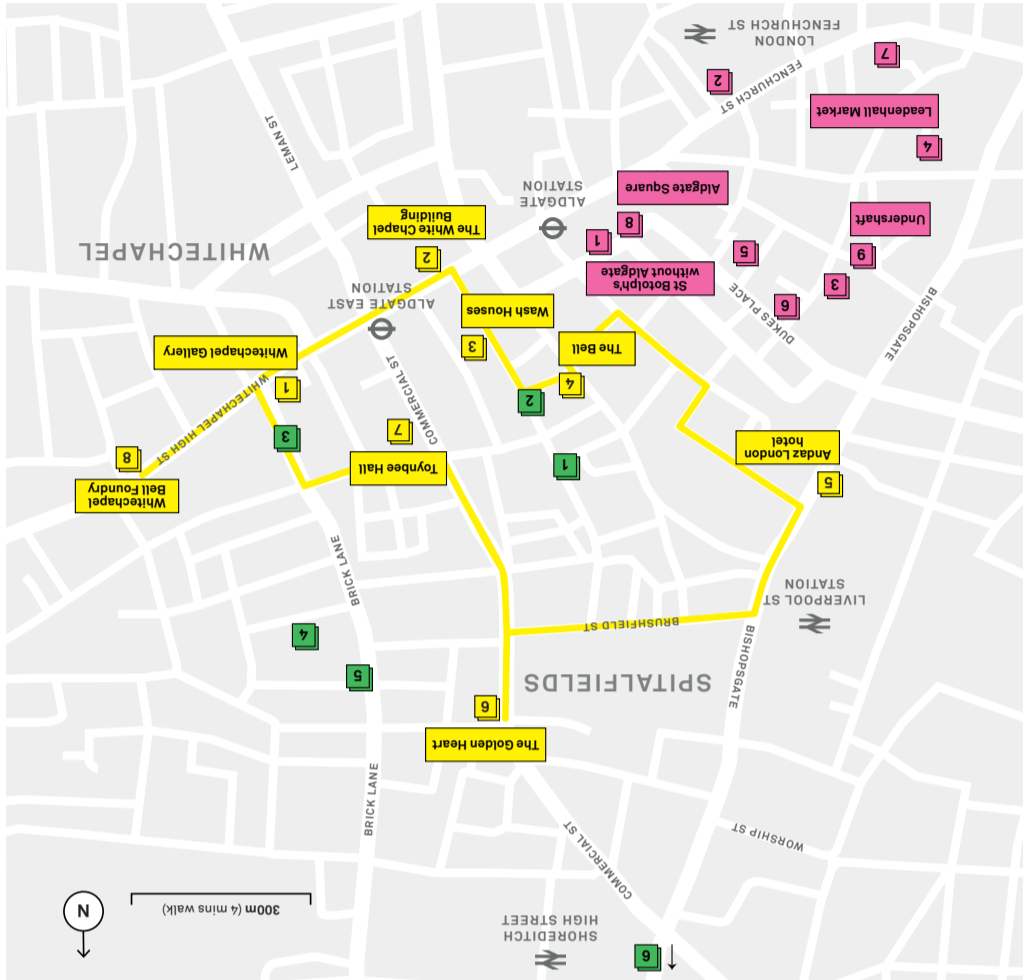 6
SHOREDITCH
HIGH STREET
300m (4 mins walk)
N
WORSHIP ST
COMMERCIAL ST
BRICK LANE
The Golden Heart
6
SPITALFIELDS
BISHOPSGATE
5
4
LIVERPOOL ST
STATION
BRUSHFIELD ST
BRICK LANE
5
Andaz London
hotel
1
Toynbee Hall
7
Whitechapel
Bell Foundry
8
3
2
COMMERCIAL ST
WHITECHAPEL HIGH ST
1
Whitechapel Gallery
4
The Bell
3
Wash Houses
ALDGATE EAST
STATION
BISHOPSGATE
DUKES PLACE
6
3
9
Undershaft
5
St Botolph's
without Aldgate
1
8
Aldgate Square
2
The White Chapel
Building
WHITECHAPEL
ALDGATE
STATION
4
Leadenhall Market
7
LEMAN ST
FENCHURCH ST
2
LONDON
FENCHURCH ST